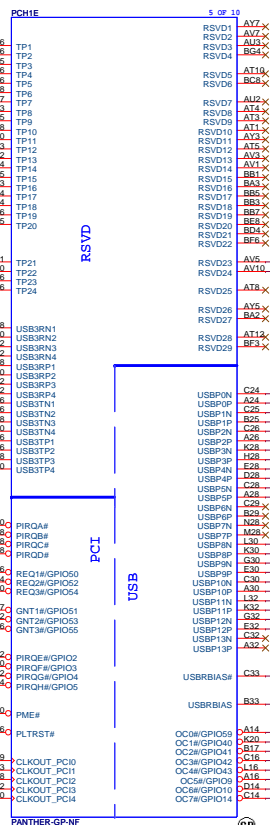 PCH1E 5 OF 10
RSVD1 AY7
RSVD2 AV7
RSVD3 AU3
TP1 RSVD4 BG4
TP2
TP3 RSVD5 AT10
TP4 RSVD6 BC8
TP5
TP6
TP7 RSVD7 AU2
TP8 RSVD8 AT4
TP9 RSVD9 AT3
TP10 RSVD10 AT1
TP11 RSVD11 AY3
TP12 RSVD12 AT5
TP13 RSVD13 AV3
TP14 RSVD14 AV1
TP15 RSVD15 BB1
TP16 RSVD16 BA3
TP17 RSVD17 BB5
TP18 RSVD18 BB3
TP19 RSVD19 BB7
TP20 RSVD20 BE8
RSVD21 BD4
RSVD22 BF6
RSVD
TP21 RSVD23 AV5
TP22 RSVD24 AV10
TP23
TP24 RSVD25 AT8
RSVD26 AY5
RSVD27 BA2
USB3RN1
USB3RN2 RSVD28 AT12
USB3RN3 RSVD29 BF3
USB3RN4
USB3RP1
USB3RP2
USB3RP3
USB3RP4 USBP0N C24
USB3TN1 USBP0P A24
USB3TN2 USBP1N C25
USB3TN3 USBP1P B25
USB3TN4 USBP2N C26
USB3TP1 USBP2P A26
USB3TP2 USBP3N K28
USB3TP3 USBP3P H28
USB3TP4 USBP4N E28
USBP4P D28
USBP5N C28
USBP5P A28
USBP6N C29
USBP6P B29
PIRQA# USBP7N N28
PIRQB# USBP7P M28
PIRQC# USBP8N L30
PIRQD# USBP8P K30
PCI
USB
USBP9N G30
REQ1#/GPIO50 USBP9P E30
REQ2#/GPIO52 USBP10N C30
REQ3#/GPIO54 USBP10P A30
USBP11N L32
GNT1#/GPIO51 USBP11P K32
GNT2#/GPIO53 USBP12N G32
GNT3#/GPIO55 USBP12P E32
USBP13N C32
USBP13P A32
PIRQE#/GPIO2
PIRQF#/GPIO3
PIRQG#/GPIO4 USBRBIAS# C33
PIRQH#/GPIO5
USBRBIAS B33
PME#
PLTRST# OC0#/GPIO59 A14
OC1#/GPIO40 K20
OC2#/GPIO41 B17
CLKOUT_PCI0 OC3#/GPIO42 C16
CLKOUT_PCI1 OC4#/GPIO43 L16
CLKOUT_PCI2 OC5#/GPIO9 A16
CLKOUT_PCI3 OC6#/GPIO10 D14
CLKOUT_PCI4 OC7#/GPIO14 C14
PANTHER-GP-NF